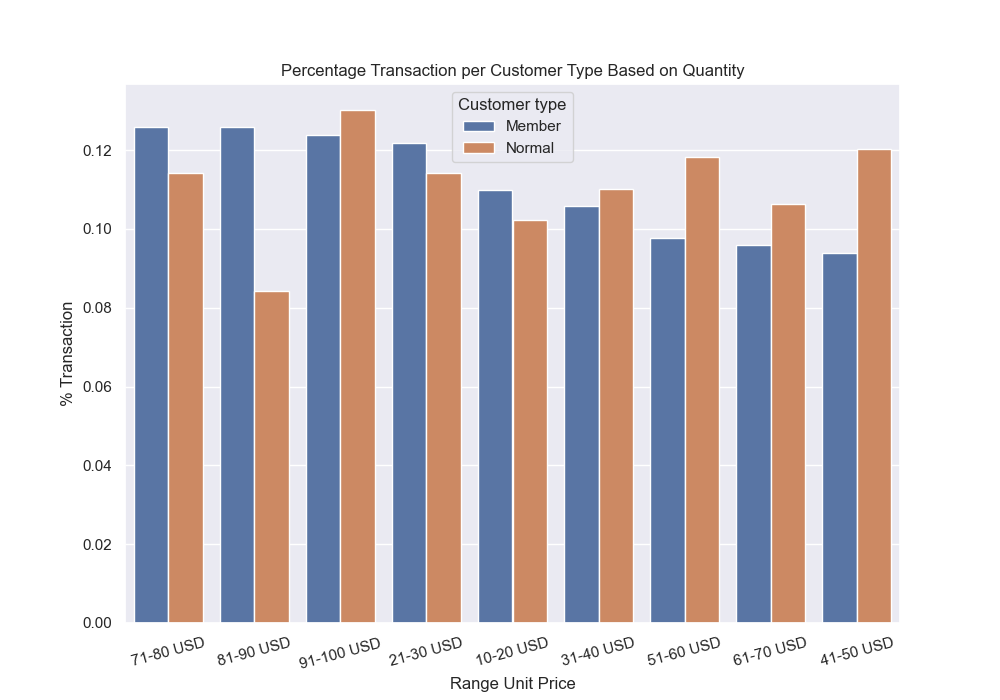 Percentage Transaction per Customer Type Based on Quantity
Customer type
Member
Normal
% Transaction
0.12
0.10
0.08
0.06
0.04
0.02
0.00
71-80 USD
81-90 USD
91-100 USD
21-30 USD
10-20 USD
31-40 USD
51-60 USD
61-70 USD
41-50 USD
Range Unit Price